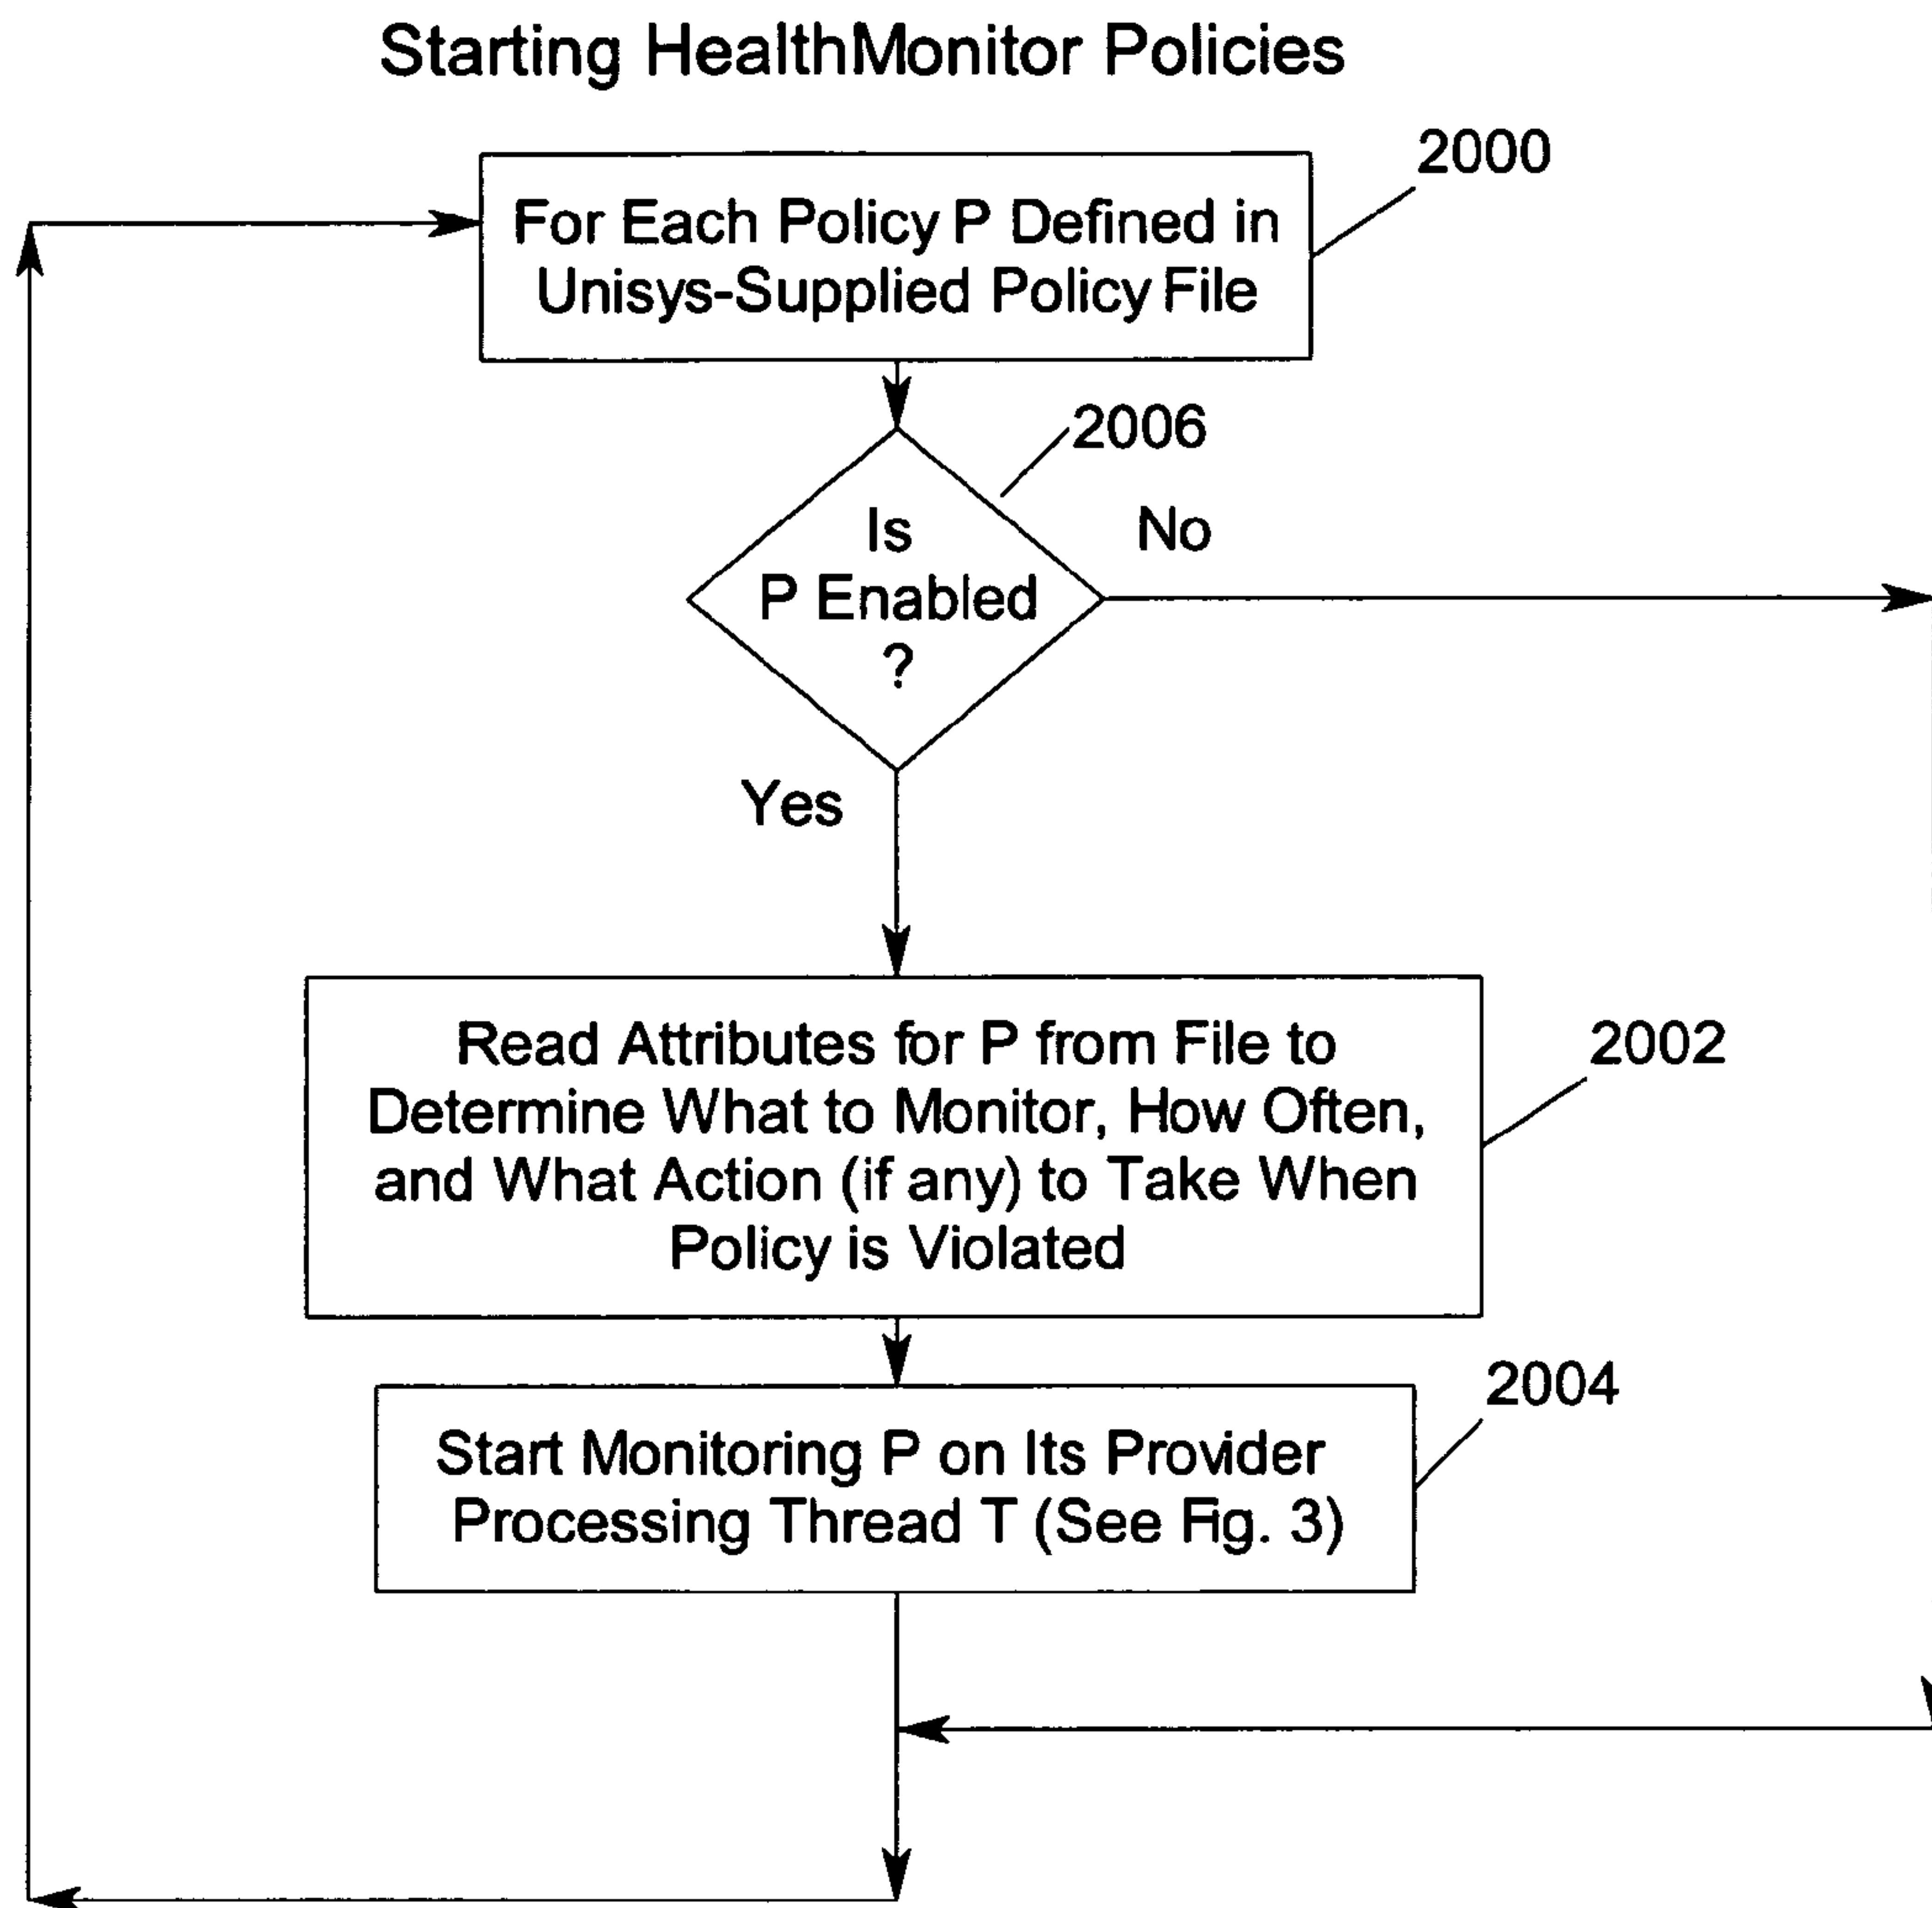 Starting HealthMonitor Policies
2000
For Each Policy P Defined in
Unisys-Supplied Policy File
2006
Is
P Enabled
?
No
Yes
Read Attributes for P from File to
Determine What to Monitor, How Often,
and What Action (if any) to Take When
Policy is Violated
2002
2004
Start Monitoring P on Its Provider
Processing Thread T (See Fig. 3)